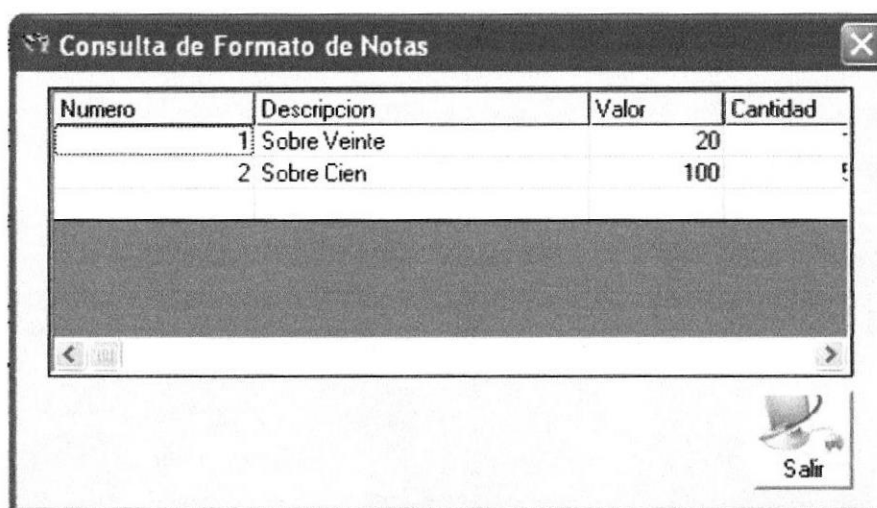 Consulta de Formato de Notas
Numero Descripcion Valor Cantidad
1 Sobre Veinte 20
2 Sobre Cien 100
Salir